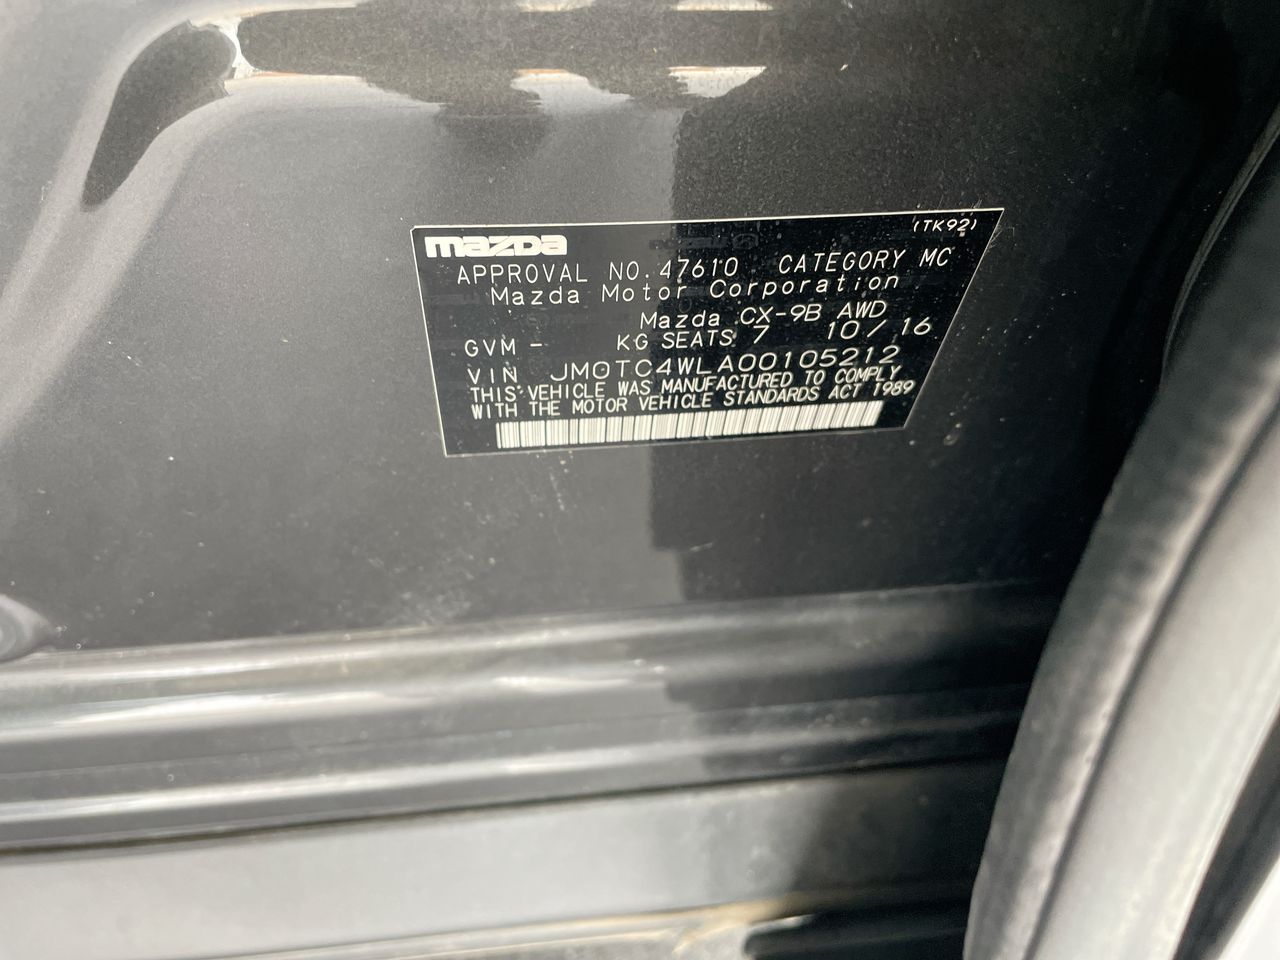 (TK92)
mazda
APPROVAL NO.47610 CATEGORY MC
Mazda Motor Corporation
Mazda CX-9B AWD
GVM - KG SEATS 7 10/16
VIN JM0TC4WLA00105212
THIS VEHICLE WAS MANUFACTURED TO COMPLY
WITH THE MOTOR VEHICLE STANDARDS ACT 1989